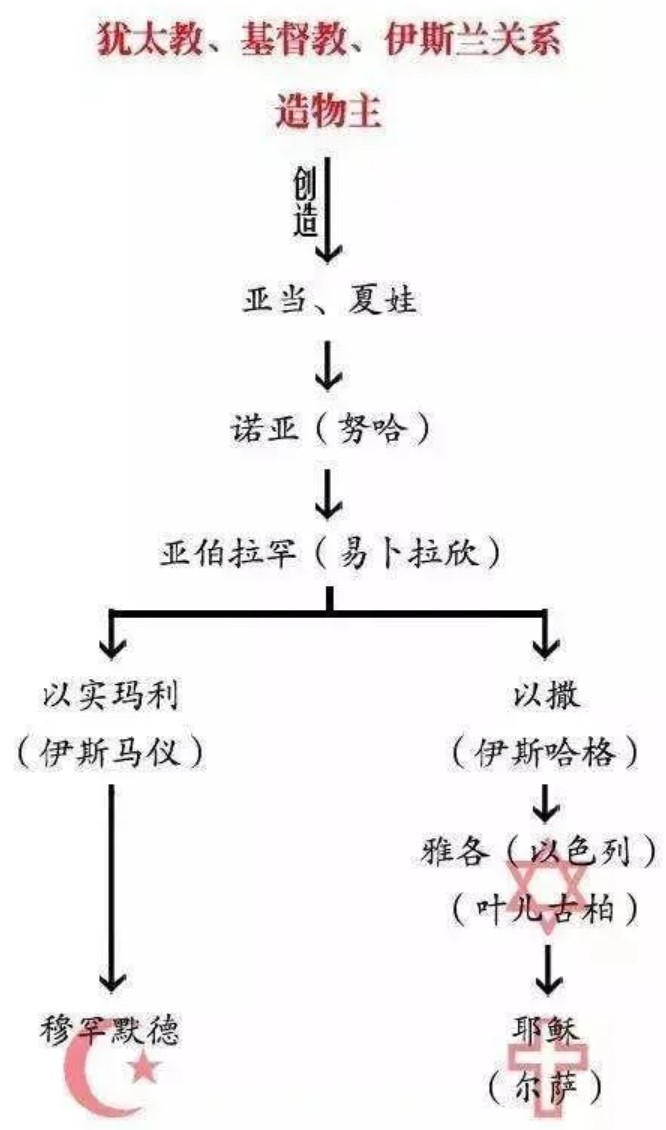 犹太教、基督教、伊斯兰关系
造物主
创造
亚当、夏娃
诺亚（努哈）
亚伯拉罕（易卜拉欣）
以实玛利
（伊斯马仪）
以撒
（伊斯哈格）
雅各（以色列）
（叶儿古柏）
穆罕默德
耶稣
（尔萨）